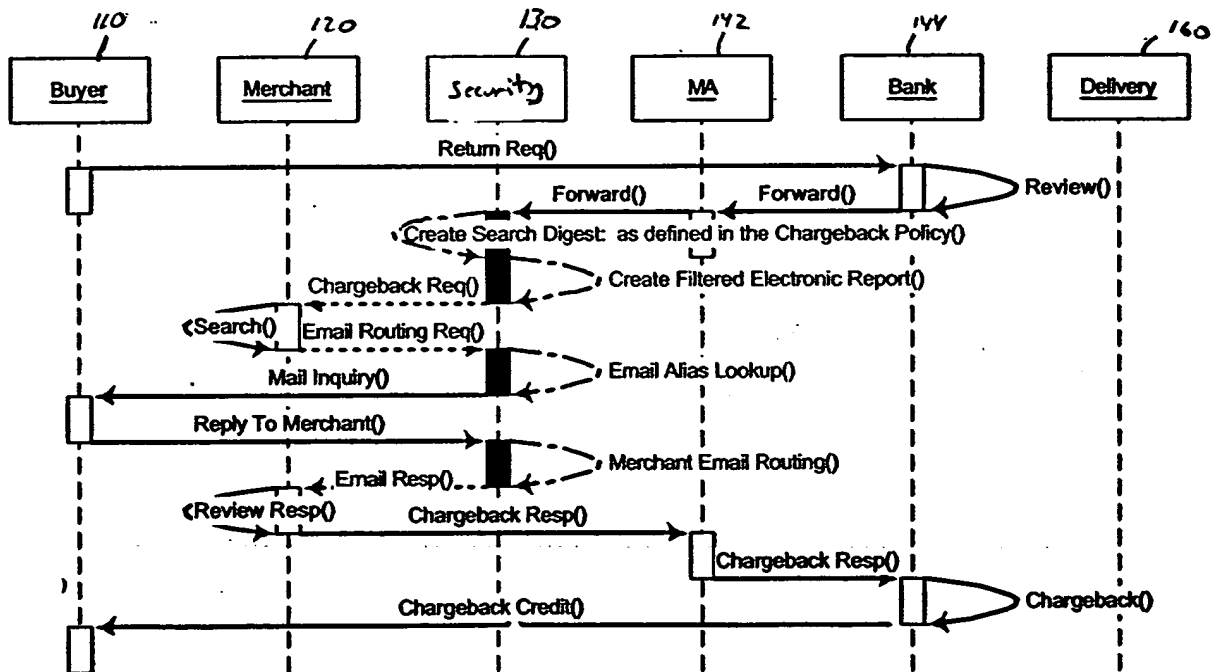 110 120 130 142 144 160
Buyer Merchant Security MA Bank Delivery
Return Req()
Review()
Forward() Forward()
Create Search Digest: as defined in the Chargeback Policy()
Create Filtered Electronic Report()
Chargeback Req()
Search() Email Routing Req()
Email Alias Lookup()
Mail Inquiry()
Reply To Merchant()
Merchant Email Routing()
Email Resp()
Review Resp() Chargeback Resp()
Chargeback Resp()
)
Chargeback()
Chargeback Credit()